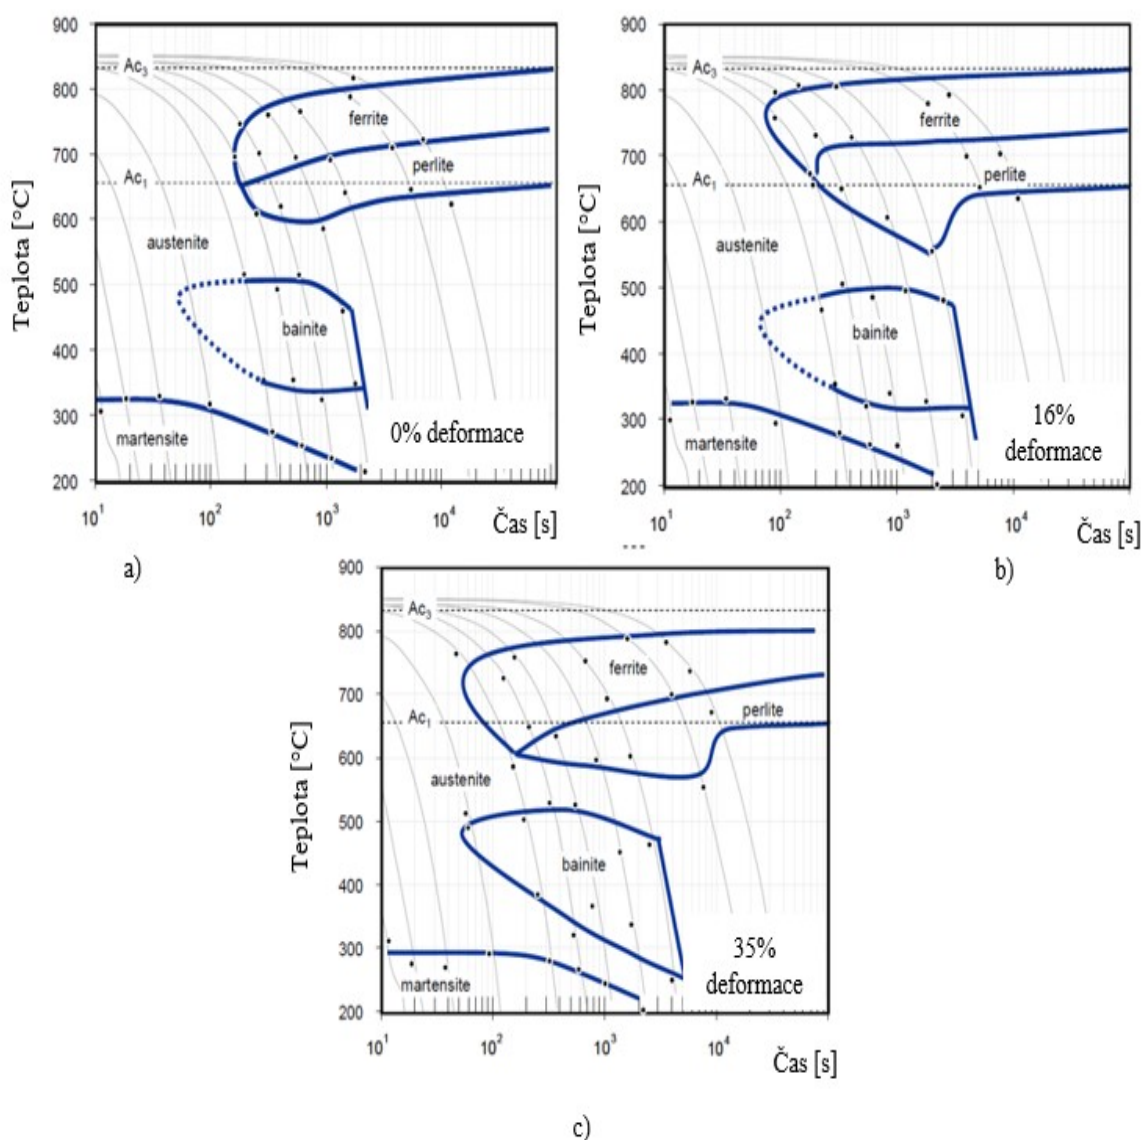 900
800
700
600
500
400
300
200
Teplota [°C]
Ac3
ferrite
perlite
Ac1
austenite
bainite
martensite
0% deformace
10^1 10^2 10^3 10^4
Čas [s]
a)
900
800
700
600
500
400
300
200
Teplota [°C]
Ac3
ferrite
perlite
Ac1
austenite
bainite
martensite
16%
deformace
10^1 10^2 10^3 10^4
Čas [s]
b)
900
800
700
600
500
400
300
200
Teplota [°C]
Ac3
ferrite
perlite
Ac1
austenite
bainite
martensite
35%
deformace
10^1 10^2 10^3 10^4
Čas [s]
c)